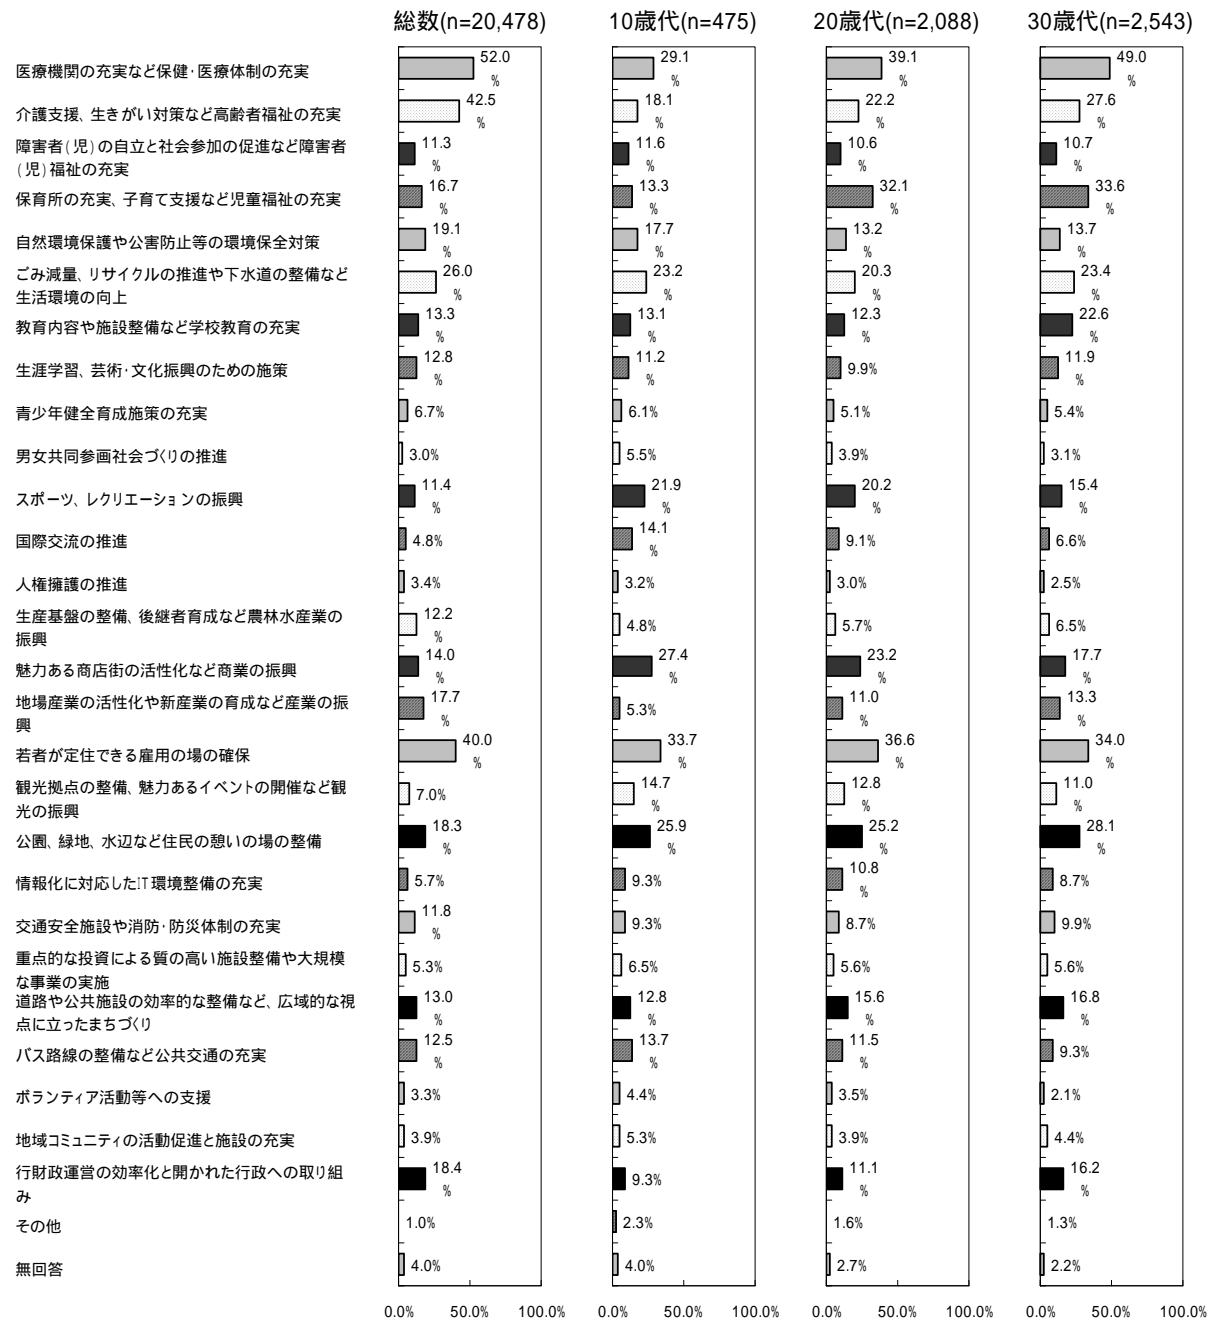 総数(n=20,478) 10歳代(n=475) 20歳代(n=2,088) 30歳代(n=2,543)
医療機関の充実など保健・医療体制の充実 52.0% 29.1% 39.1% 49.0%
介護支援、生きがい対策など高齢者福祉の充実 42.5% 18.1% 22.2% 27.6%
障害者(児)の自立と社会参加の促進など障害者
(児)福祉の充実 11.3% 11.6% 10.6% 10.7%
保育所の充実、子育て支援など児童福祉の充実 16.7% 13.3% 32.1% 33.6%
自然環境保護や公害防止等の環境保全対策 19.1% 17.7% 13.2% 13.7%
ごみ減量、リサイクルの推進や下水道の整備など
生活環境の向上 26.0% 23.2% 20.3% 23.4%
教育内容や施設整備など学校教育の充実 13.3% 13.1% 12.3% 22.6%
生涯学習、芸術・文化振興のための施策 12.8% 11.2% 9.9% 11.9%
青少年健全育成施策の充実 6.7% 6.1% 5.1% 5.4%
男女共同参画社会づくりの推進 3.0% 5.5% 3.9% 3.1%
スポーツ、レクリエーションの振興 11.4% 21.9% 20.2% 15.4%
国際交流の推進 4.8% 14.1% 9.1% 6.6%
人権擁護の推進 3.4% 3.2% 3.0% 2.5%
生産基盤の整備、後継者育成など農林水産業の
振興 12.2% 4.8% 5.7% 6.5%
魅力ある商店街の活性化など商業の振興 14.0% 27.4% 23.2% 17.7%
地場産業の活性化や新産業の育成など産業の振
興 17.7% 5.3% 11.0% 13.3%
若者が定住できる雇用の場の確保 40.0% 33.7% 36.6% 34.0%
観光拠点の整備、魅力あるイベントの開催など観
光の振興 7.0% 14.7% 12.8% 11.0%
公園、緑地、水辺など住民の憩いの場の整備 18.3% 25.9% 25.2% 28.1%
情報化に対応したIT環境整備の充実 5.7% 9.3% 10.8% 8.7%
交通安全施設や消防・防災体制の充実 11.8% 9.3% 8.7% 9.9%
重点的な投資による質の高い施設整備や大規模
な事業の実施 5.3% 6.5% 5.6% 5.6%
道路や公共施設の効率的な整備など、広域的な視
点に立ったまちづくり 13.0% 12.8% 15.6% 16.8%
バス路線の整備など公共交通の充実 12.5% 13.7% 11.5% 9.3%
ボランティア活動等への支援 3.3% 4.4% 3.5% 2.1%
地域コミュニティの活動促進と施設の充実 3.9% 5.3% 3.9% 4.4%
行財政運営の効率化と開かれた行政への取り組
み 18.4% 9.3% 11.1% 16.2%
その他 1.0% 2.3% 1.6% 1.3%
無回答 4.0% 4.0% 2.7% 2.2%
0.0% 50.0% 100.0% 0.0% 50.0% 100.0% 0.0% 50.0% 100.0% 0.0% 50.0% 100.0%